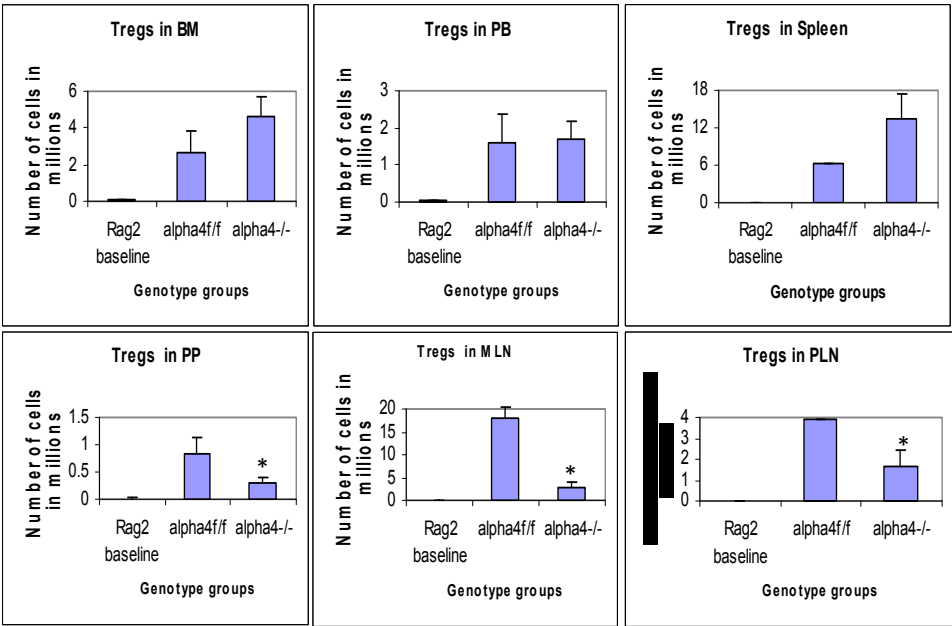 Tregs in BM
Number of cells in
millions
6
4
2
0
Rag2
baseline
alpha4f/f
alpha4-/-
Genotype groups
Tregs in PB
Number of cells in
millions
3
2
1
0
Rag2
baseline
alpha4f/f
alpha4-/-
Genotype groups
Tregs in Spleen
Number of cells in
millions
18
12
6
0
Rag2
baseline
alpha4f/f
alpha4-/-
Genotype groups
Tregs in PP
Number of cells
in millions
1.5
1
0.5
0
*
Rag2
baseline
alpha4f/f
alpha4-/-
Genotype groups
Tregs in MLN
Number of cells in
millions
20
15
10
5
0
*
Rag2
baseline
alpha4f/f
alpha4-/-
Genotype groups
Tregs in PLN
4
3
2
1
0
*
Rag2
baseline
alpha4f/f
alpha4-/-
Genotype groups